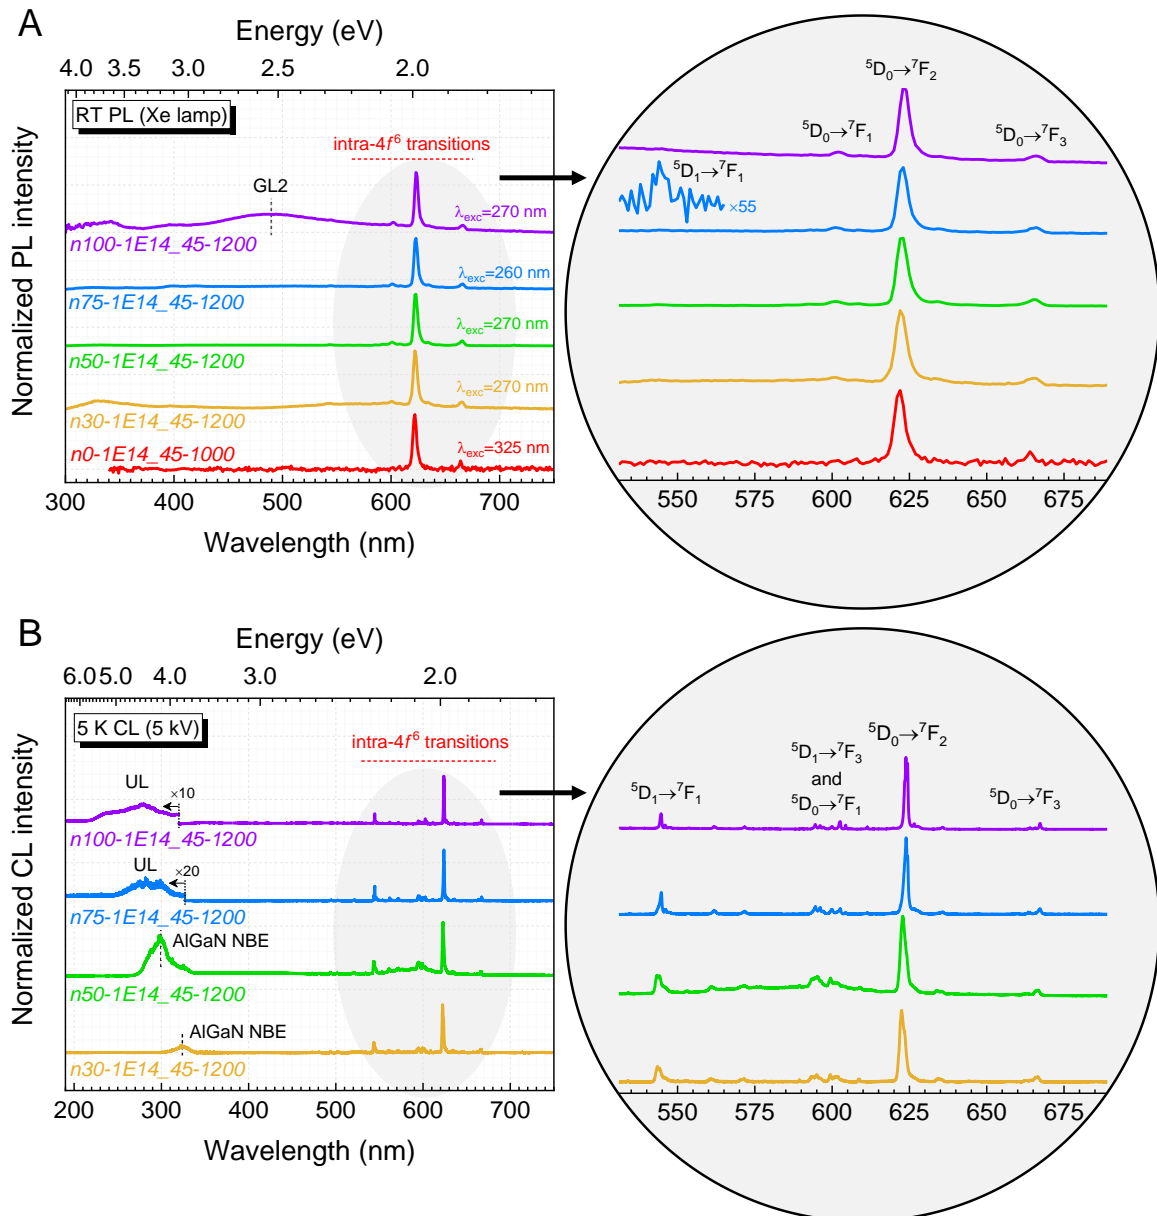 A
Energy (eV)
4.0 3.5 3.0 2.5 2.0
RT PL (Xe lamp)
intra-4f⁶ transitions
GL2
λexc=270 nm
n100-1E14_45-1200
λexc=260 nm
n75-1E14_45-1200
λexc=270 nm
n50-1E14_45-1200
λexc=270 nm
n30-1E14_45-1200
n0-1E14_45-1000
λexc=325 nm
300 400 500 600 700
Wavelength (nm)
Normalized PL intensity
⁵D₀→⁷F₂
⁵D₀→⁷F₁
⁵D₀→⁷F₃
⁵D₁→⁷F₁
×55
550 575 600 625 650 675
B
Energy (eV)
6.0 5.0 4.0 3.0 2.0
5 K CL (5 kV)
intra-4f⁶ transitions
UL
×10
n100-1E14_45-1200
UL
×20
n75-1E14_45-1200
AlGaN NBE
n50-1E14_45-1200
AlGaN NBE
n30-1E14_45-1200
200 300 400 500 600 700
Wavelength (nm)
Normalized CL intensity
⁵D₀→⁷F₂
⁵D₁→⁷F₃
and
⁵D₀→⁷F₁
⁵D₁→⁷F₁
⁵D₀→⁷F₃
550 575 600 625 650 675